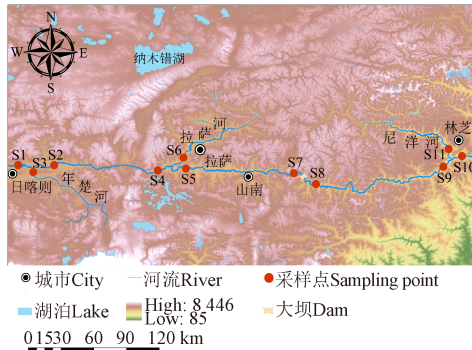 N
W E
S
纳木错湖
拉萨河
尼洋河
林芝
S1 S3 S2
S6
S4
拉萨
S5
S7
S8
S11
S9
S10
日喀则
年楚河
山南
城市City
河流River
采样点Sampling point
湖泊Lake
High: 8 446
Low: 85
大坝Dam
0 15 30 60 90 120 km